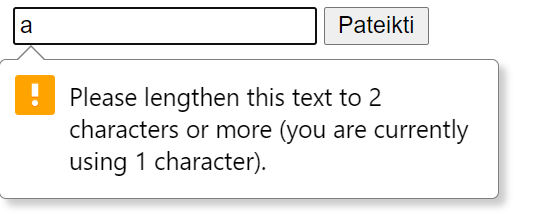 a Pateikti
Please lengthen this text to 2
characters or more (you are currently
using 1 character).